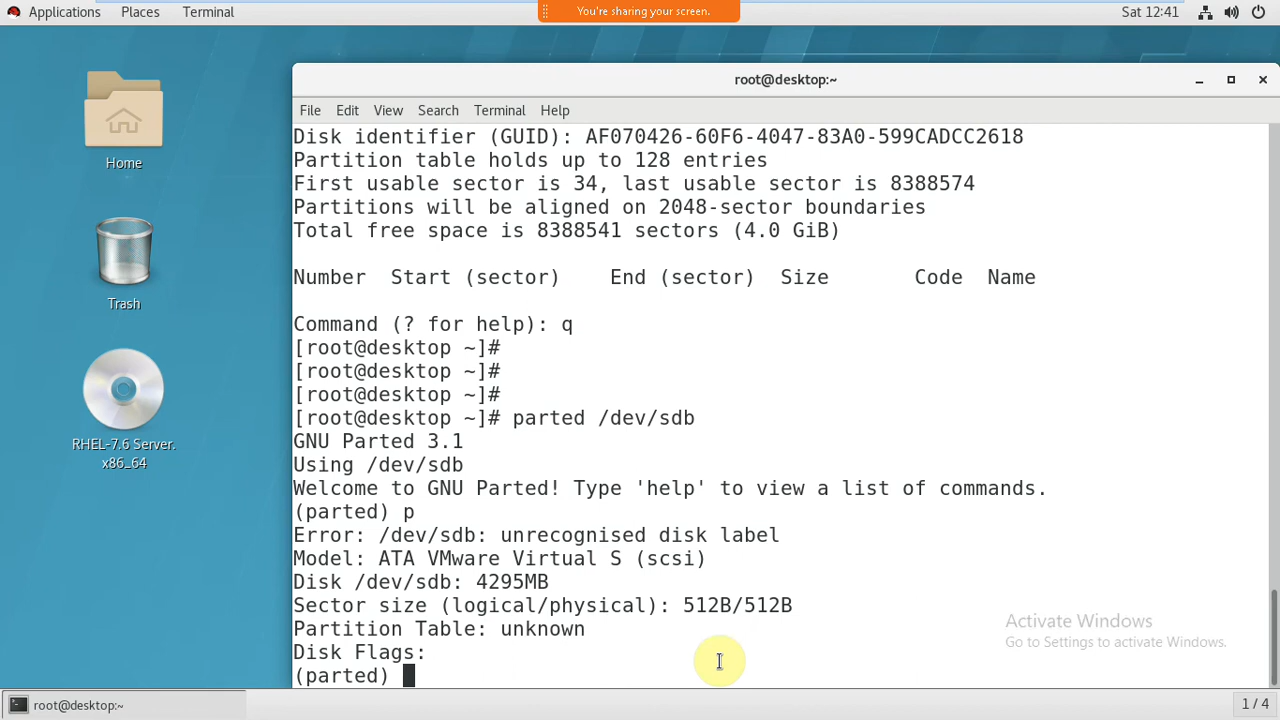 Applications Places Terminal
You're sharing your screen.
Sat 12:41
root@desktop:~
File Edit View Search Terminal Help
Disk identifier (GUID): AF070426-60F6-4047-83A0-599CADCC2618
Partition table holds up to 128 entries
First usable sector is 34, last usable sector is 8388574
Partitions will be aligned on 2048-sector boundaries
Total free space is 8388541 sectors (4.0 GiB)
Number Start (sector) End (sector) Size Code Name
Command (? for help): q
[root@desktop ~]#
[root@desktop ~]#
[root@desktop ~]#
[root@desktop ~]# parted /dev/sdb
GNU Parted 3.1
Using /dev/sdb
Welcome to GNU Parted! Type 'help' to view a list of commands.
(parted) p
Error: /dev/sdb: unrecognised disk label
Model: ATA VMware Virtual S (scsi)
Disk /dev/sdb: 4295MB
Sector size (logical/physical): 512B/512B
Partition Table: unknown
Disk Flags:
(parted)
Home
Trash
RHEL-7.6 Server.
x86_64
Activate Windows
Go to Settings to activate Windows.
root@desktop:~
1 / 4